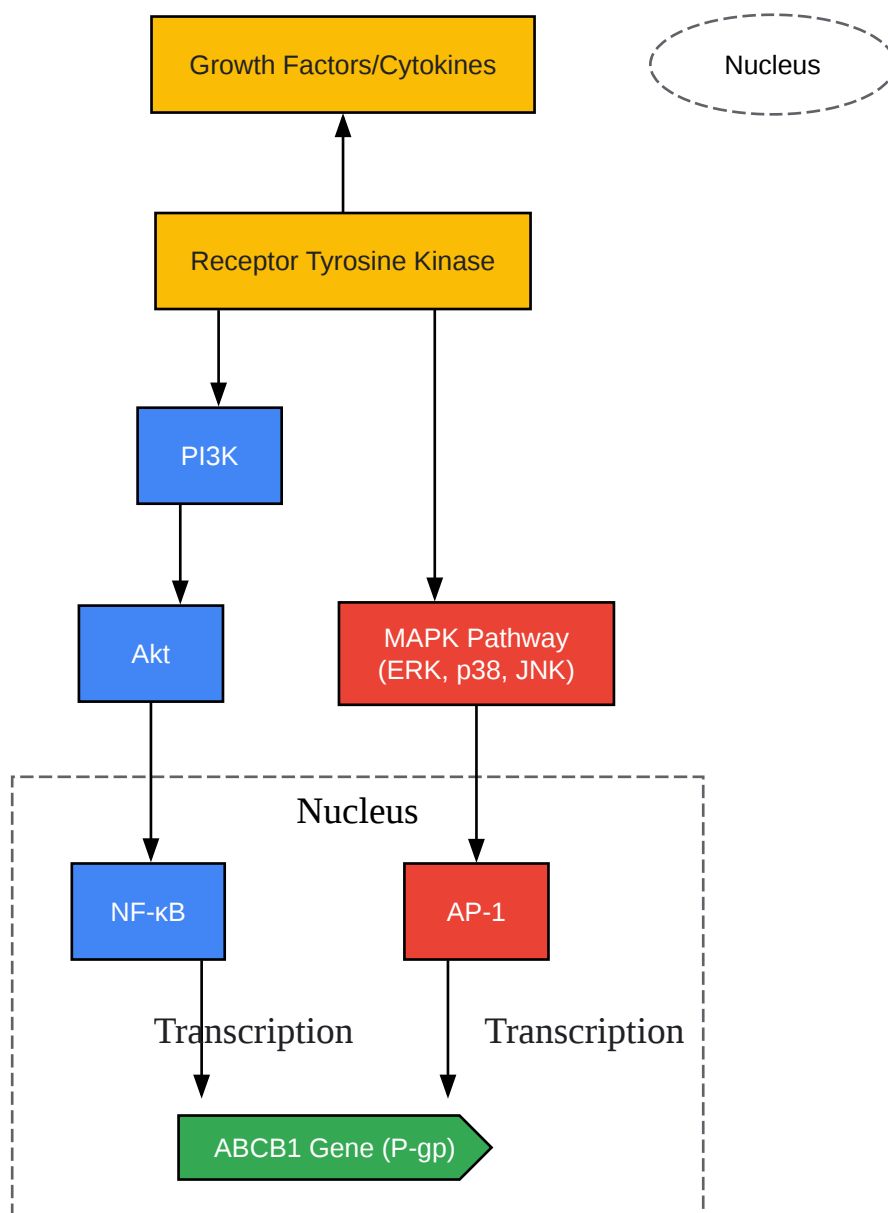 Growth Factors/Cytokines
Nucleus
Receptor Tyrosine Kinase
PI3K
Akt
MAPK Pathway
(ERK, p38, JNK)
Nucleus
NF-κB
AP-1
Transcription
Transcription
ABCB1 Gene (P-gp)